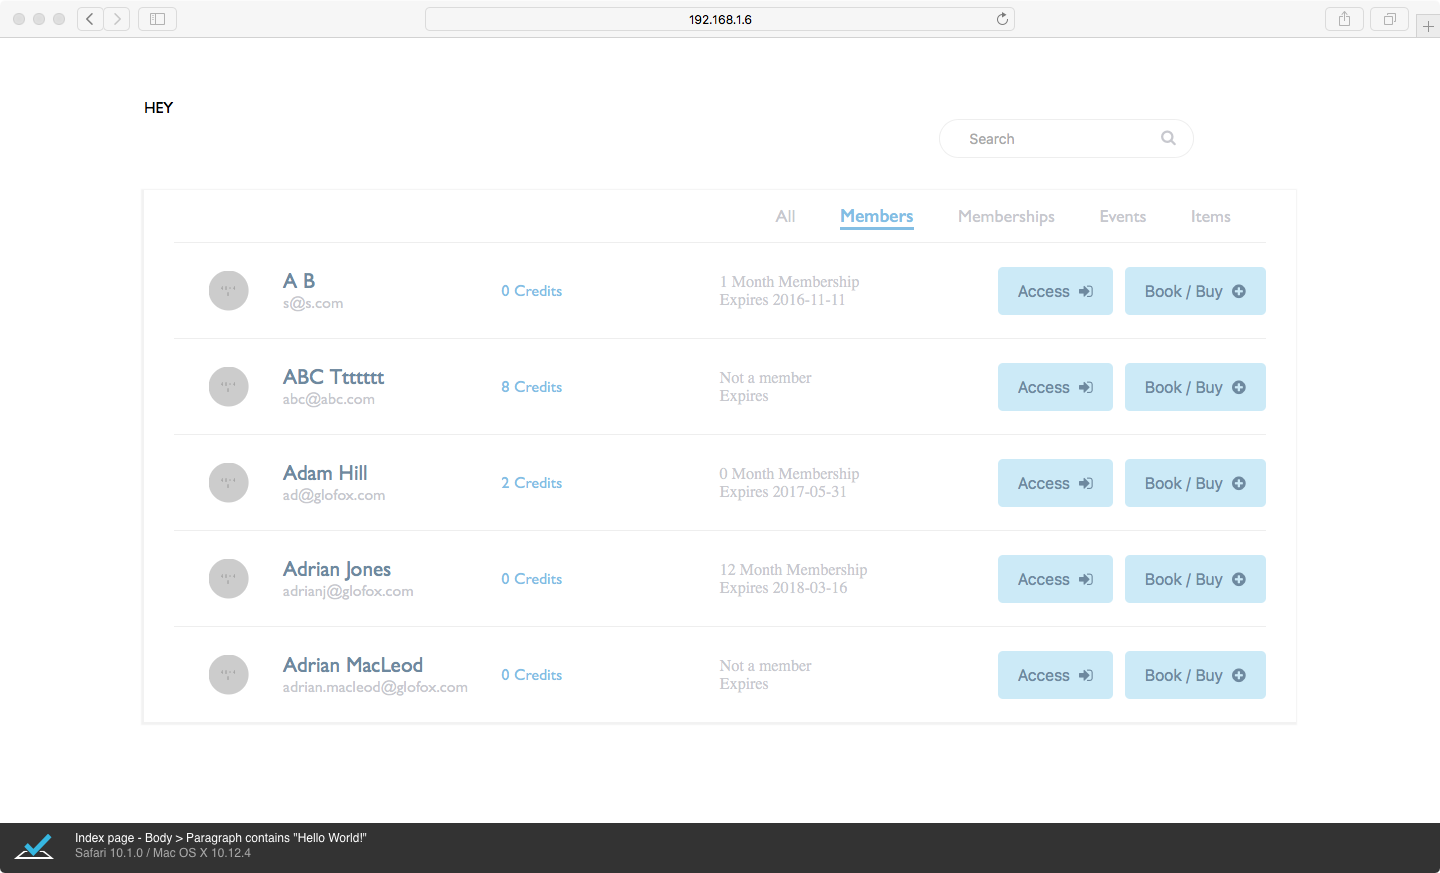 192.168.1.6
HEY
Search
All Members Memberships Events Items
A B
s@s.com
0 Credits
1 Month Membership
Expires 2016-11-11
Access
Book / Buy
ABC Ttttttt
abc@abc.com
8 Credits
Not a member
Expires
Access
Book / Buy
Adam Hill
ad@glofox.com
2 Credits
0 Month Membership
Expires 2017-05-31
Access
Book / Buy
Adrian Jones
adrianj@glofox.com
0 Credits
12 Month Membership
Expires 2018-03-16
Access
Book / Buy
Adrian MacLeod
adrian.macleod@glofox.com
0 Credits
Not a member
Expires
Access
Book / Buy
Index page - Body > Paragraph contains "Hello World!"
Safari 10.1.0 / Mac OS X 10.12.4